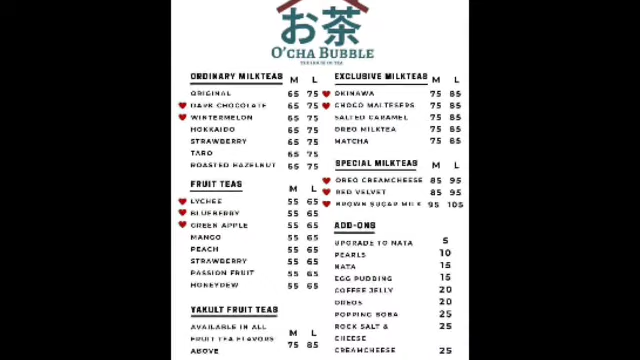 お茶
O'CHA BUBBLE
THE HOUSE OF TEA
ORDINARY MILKTEAS M L
ORIGINAL 65 75
DARK CHOCOLATE 65 75
WINTERMELON 65 75
HOKKAIDO 65 75
STRAWBERRY 65 75
TARO 65 75
ROASTED HAZELNUT 65 75
FRUIT TEAS M L
LYCHEE 55 65
BLUEBERRY 55 65
GREEN APPLE 55 65
MANGO 55 65
PEACH 55 65
STRAWBERRY 55 65
PASSION FRUIT 55 65
HONEYDEW 55 65
YAKULT FRUIT TEAS
AVAILABLE IN ALL M L
FRUIT TEA FLAVORS 75 85
ABOVE
EXCLUSIVE MILKTEAS M L
OKINAWA 75 85
CHOCO MALTESERS 75 85
SALTED CARAMEL 75 85
OREO MILKTEA 75 85
MATCHA 75 85
SPECIAL MILKTEAS M L
OREO CREAMCHEESE 85 95
RED VELVET 85 95
BROWN SUGAR MILK 95 105
ADD-ONS
UPGRADE TO NATA 5
PEARLS 10
NATA 15
EGG PUDDING 15
COFFEE JELLY 20
OREOS 20
POPPING BOBA 25
ROCK SALT & 25
CHEESE
CREAMCHEESE 25